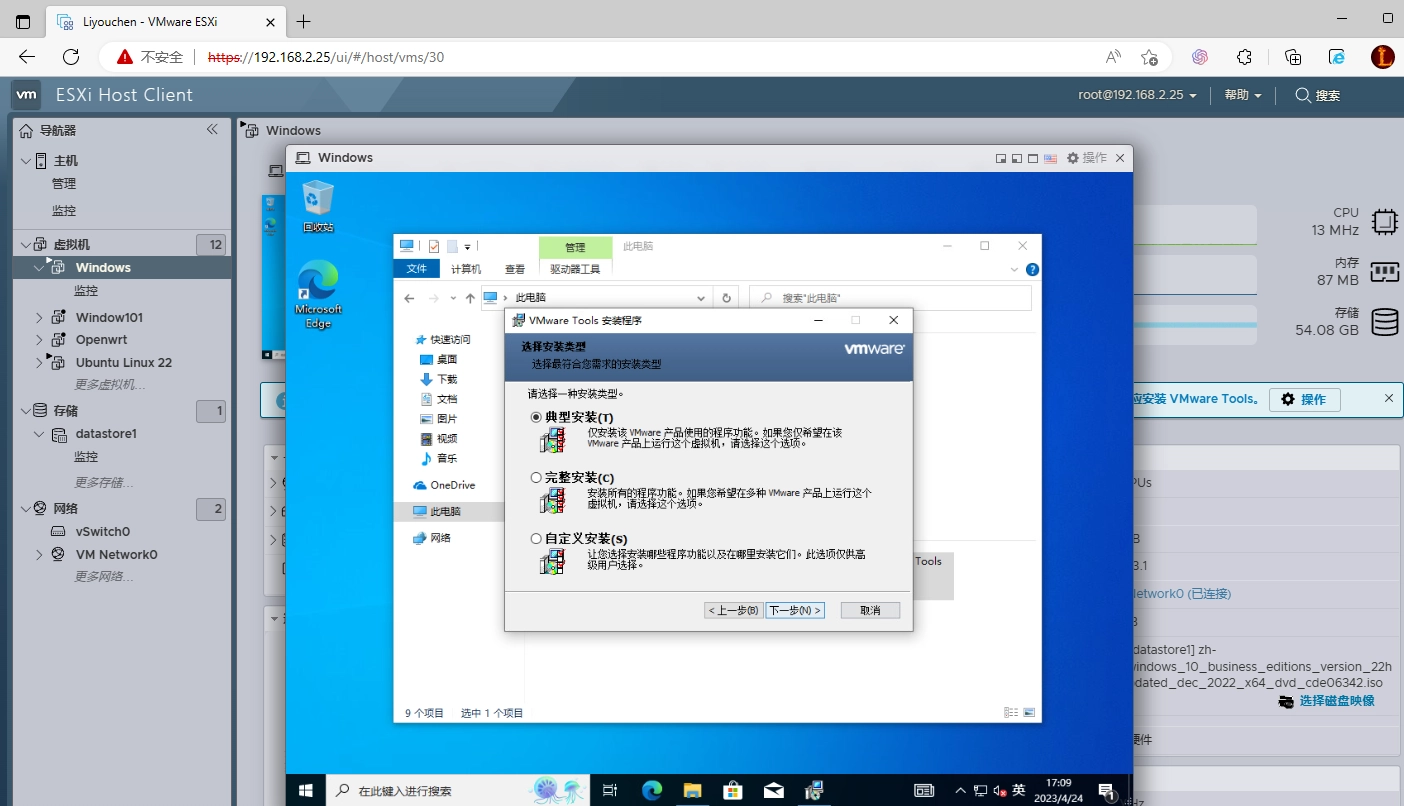 Liyouchen - VMware ESXi
不安全
https://192.168.2.25/ui/#/host/vms/30
vm
ESXi Host Client
root@192.168.2.25
帮助
搜索
导航器
主机
管理
监控
虚拟机
12
Windows
监控
Window101
Openwrt
Ubuntu Linux 22
更多虚拟机...
存储
1
datastore1
监控
更多存储...
网络
2
vSwitch0
VM Network0
更多网络...
Windows
Windows
操作
回收站
Microsoft
Edge
管理
此电脑
文件
计算机
查看
驱动器工具
此电脑
搜索"此电脑"
快速访问
桌面
下载
文档
图片
视频
音乐
OneDrive
此电脑
网络
Tools
9 个项目
选中 1 个项目
VMware Tools 安装程序
选择安装类型
选择最符合您需求的安装类型
vmware
请选择一种安装类型。
典型安装(T)
仅安装该 VMware 产品使用的程序功能。如果您仅希望在该
VMware 产品上运行这个虚拟机，请选择这个选项。
完整安装(C)
安装所有的程序功能。如果您希望在多种 VMware 产品上运行这个
虚拟机，请选择这个选项。
自定义安装(S)
让您选择安装哪些程序功能以及在哪里安装它们。此选项仅供高
级用户选择。
< 上一步(B)
下一步(N) >
取消
在此键入进行搜索
英
17:09
2023/4/24
1
CPU
13 MHz
内存
87 MB
存储
54.08 GB
应安装 VMware Tools。
操作
PUs
B
3.1
Network0 (已连接)
datastore1] zh-
windows_10_business_editions_version_22h
dated_dec_2022_x64_dvd_cde06342.iso
选择磁盘映像
硬件
Hz